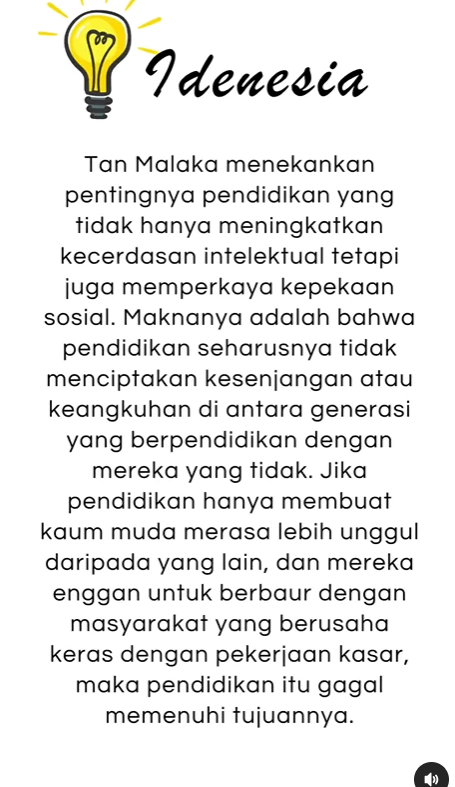 Idenesia
Tan Malaka menekankan
pentingnya pendidikan yang
tidak hanya meningkatkan
kecerdasan intelektual tetapi
juga memperkaya kepekaan
sosial. Maknanya adalah bahwa
pendidikan seharusnya tidak
menciptakan kesenjangan atau
keangkuhan di antara generasi
yang berpendidikan dengan
mereka yang tidak. Jika
pendidikan hanya membuat
kaum muda merasa lebih unggul
daripada yang lain, dan mereka
enggan untuk berbaur dengan
masyarakat yang berusaha
keras dengan pekerjaan kasar,
maka pendidikan itu gagal
memenuhi tujuannya.